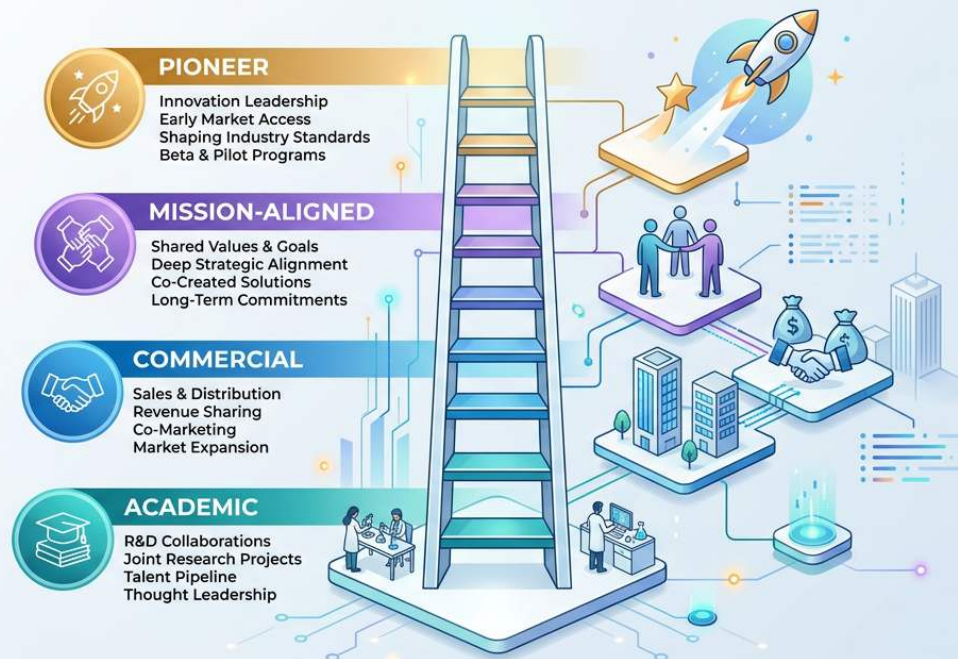 PIONEER
Innovation Leadership
Early Market Access
Shaping Industry Standards
Beta & Pilot Programs
MISSION-ALIGNED
Shared Values & Goals
Deep Strategic Alignment
Co-Created Solutions
Long-Term Commitments
COMMERCIAL
Sales & Distribution
Revenue Sharing
Co-Marketing
Market Expansion
ACADEMIC
R&D Collaborations
Joint Research Projects
Talent Pipeline
Thought Leadership
$
$